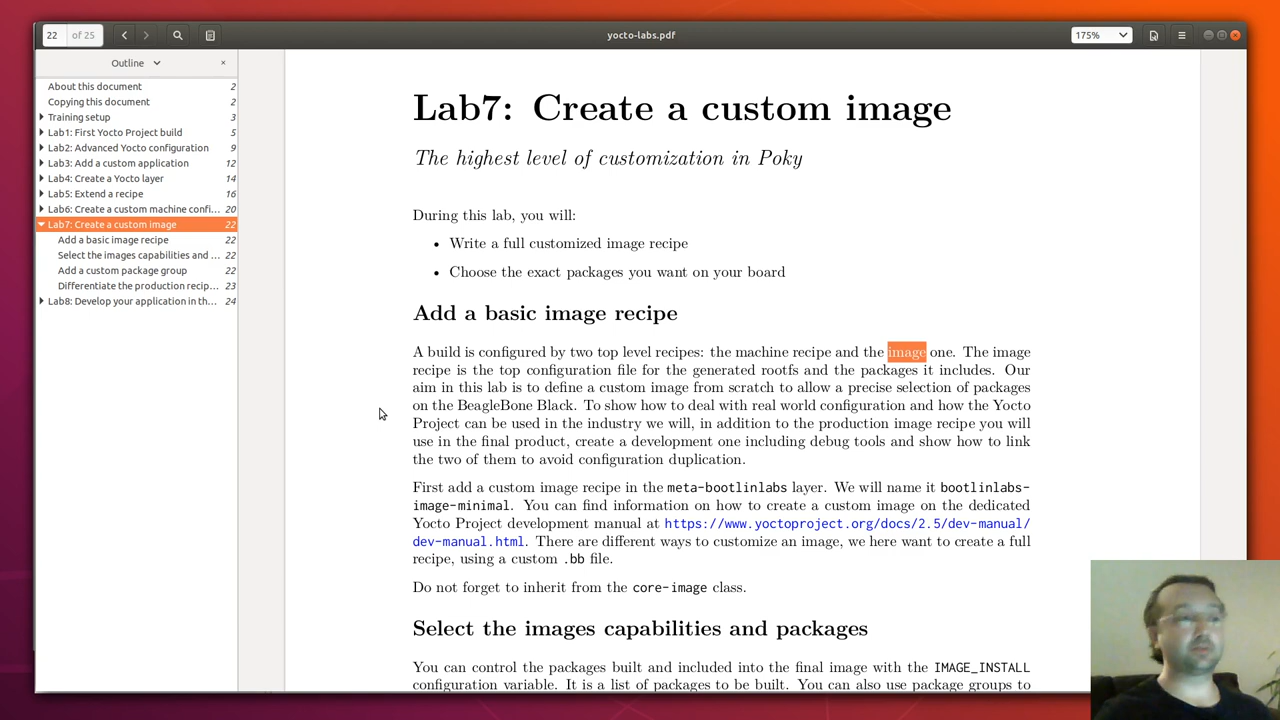 22 of 25
yocto-labs.pdf
175%
Outline
About this document 2
Copying this document 2
Training setup 3
Lab1: First Yocto Project build 5
Lab2: Advanced Yocto configuration 9
Lab3: Add a custom application 12
Lab4: Create a Yocto layer 14
Lab5: Extend a recipe 16
Lab6: Create a custom machine confi... 20
Lab7: Create a custom image 22
Add a basic image recipe 22
Select the images capabilities and ... 22
Add a custom package group 22
Differentiate the production recip... 23
Lab8: Develop your application in th... 24
Lab7: Create a custom image
The highest level of customization in Poky
During this lab, you will:
• Write a full customized image recipe
• Choose the exact packages you want on your board
Add a basic image recipe
A build is configured by two top level recipes: the machine recipe and the image one. The image
recipe is the top configuration file for the generated rootfs and the packages it includes. Our
aim in this lab is to define a custom image from scratch to allow a precise selection of packages
on the BeagleBone Black. To show how to deal with real world configuration and how the Yocto
Project can be used in the industry we will, in addition to the production image recipe you will
use in the final product, create a development one including debug tools and show how to link
the two of them to avoid configuration duplication.
First add a custom image recipe in the meta-bootlinlabs layer. We will name it bootlinlabs-
image-minimal. You can find information on how to create a custom image on the dedicated
Yocto Project development manual at https://www.yoctoproject.org/docs/2.5/dev-manual/
dev-manual.html. There are different ways to customize an image, we here want to create a full
recipe, using a custom .bb file.
Do not forget to inherit from the core-image class.
Select the images capabilities and packages
You can control the packages built and included into the final image with the IMAGE_INSTALL
configuration variable. It is a list of packages to be built. You can also use package groups to